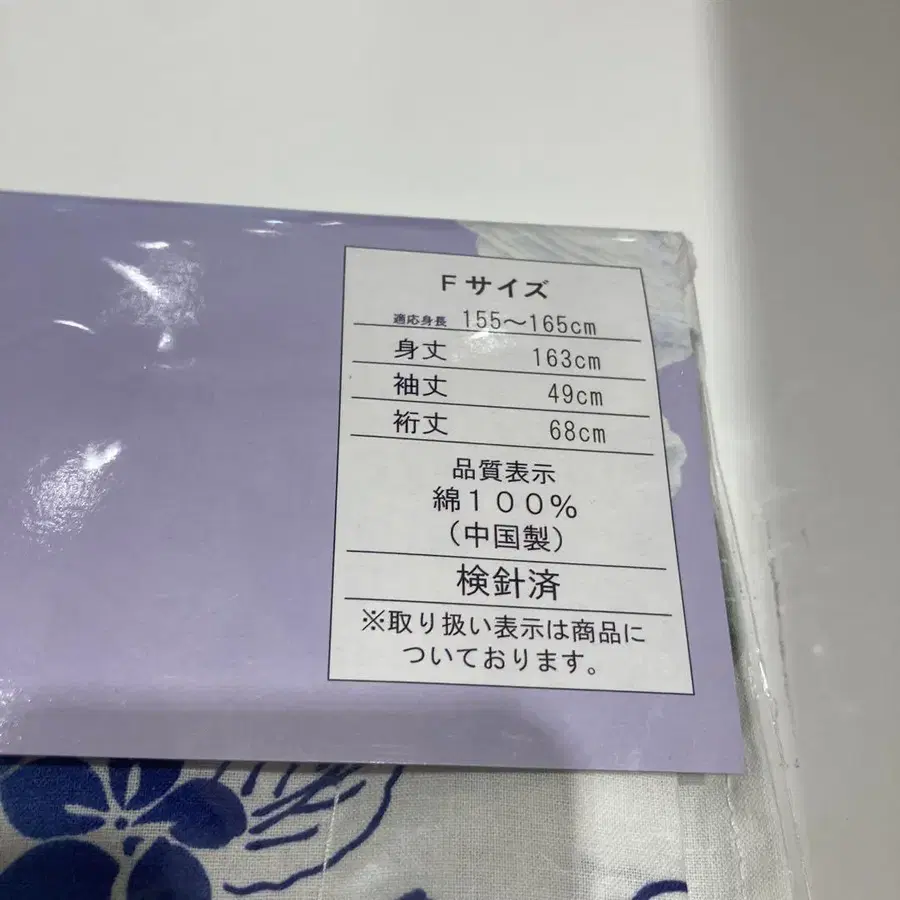 Fサイズ
適応身長 155～165cm
身丈 163cm
袖丈 49cm
裄丈 68cm
品質表示
綿１００％
（中国製）
検針済
※取り扱い表示は商品に
ついております。